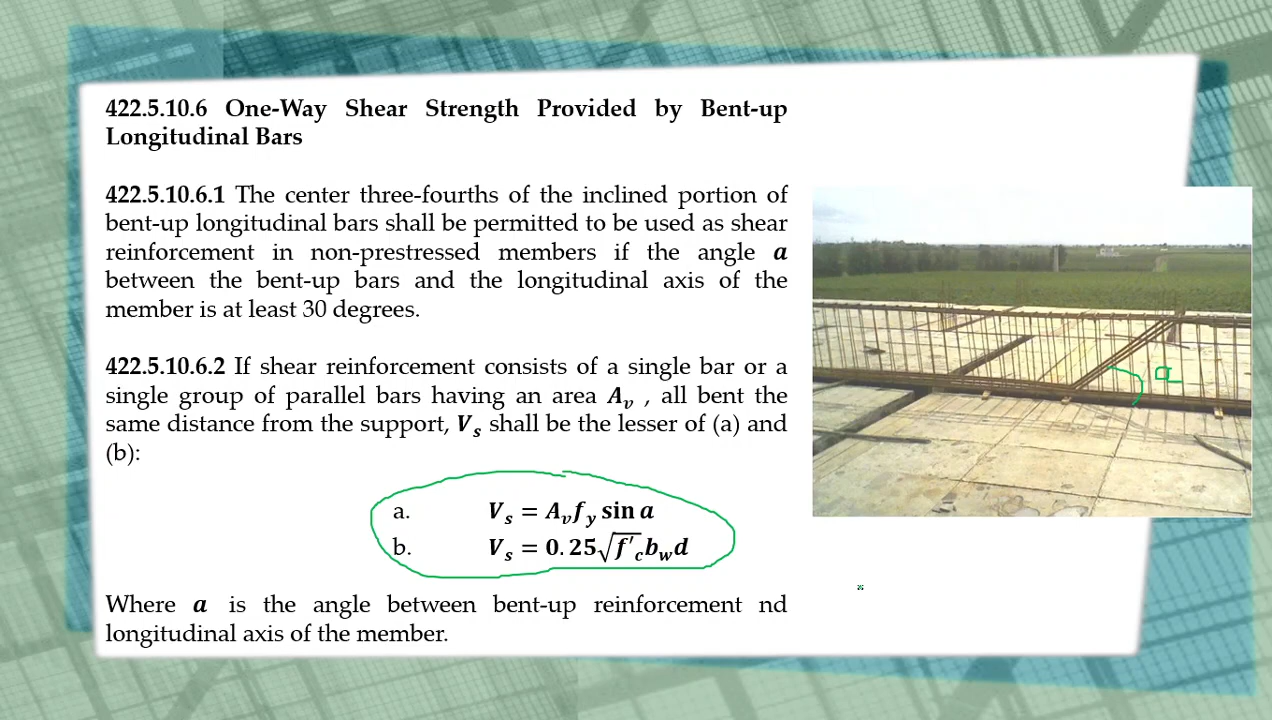 422.5.10.6 One-Way Shear Strength Provided by Bent-up
Longitudinal Bars
422.5.10.6.1 The center three-fourths of the inclined portion of
bent-up longitudinal bars shall be permitted to be used as shear
reinforcement in non-prestressed members if the angle a
between the bent-up bars and the longitudinal axis of the
member is at least 30 degrees.
422.5.10.6.2 If shear reinforcement consists of a single bar or a
single group of parallel bars having an area Aᵥ , all bent the
same distance from the support, Vₛ shall be the lesser of (a) and
(b):
a. Vₛ = Aᵥf_y sin a
b. Vₛ = 0.25√f'_c b_w d
Where a is the angle between bent-up reinforcement nd
longitudinal axis of the member.
a